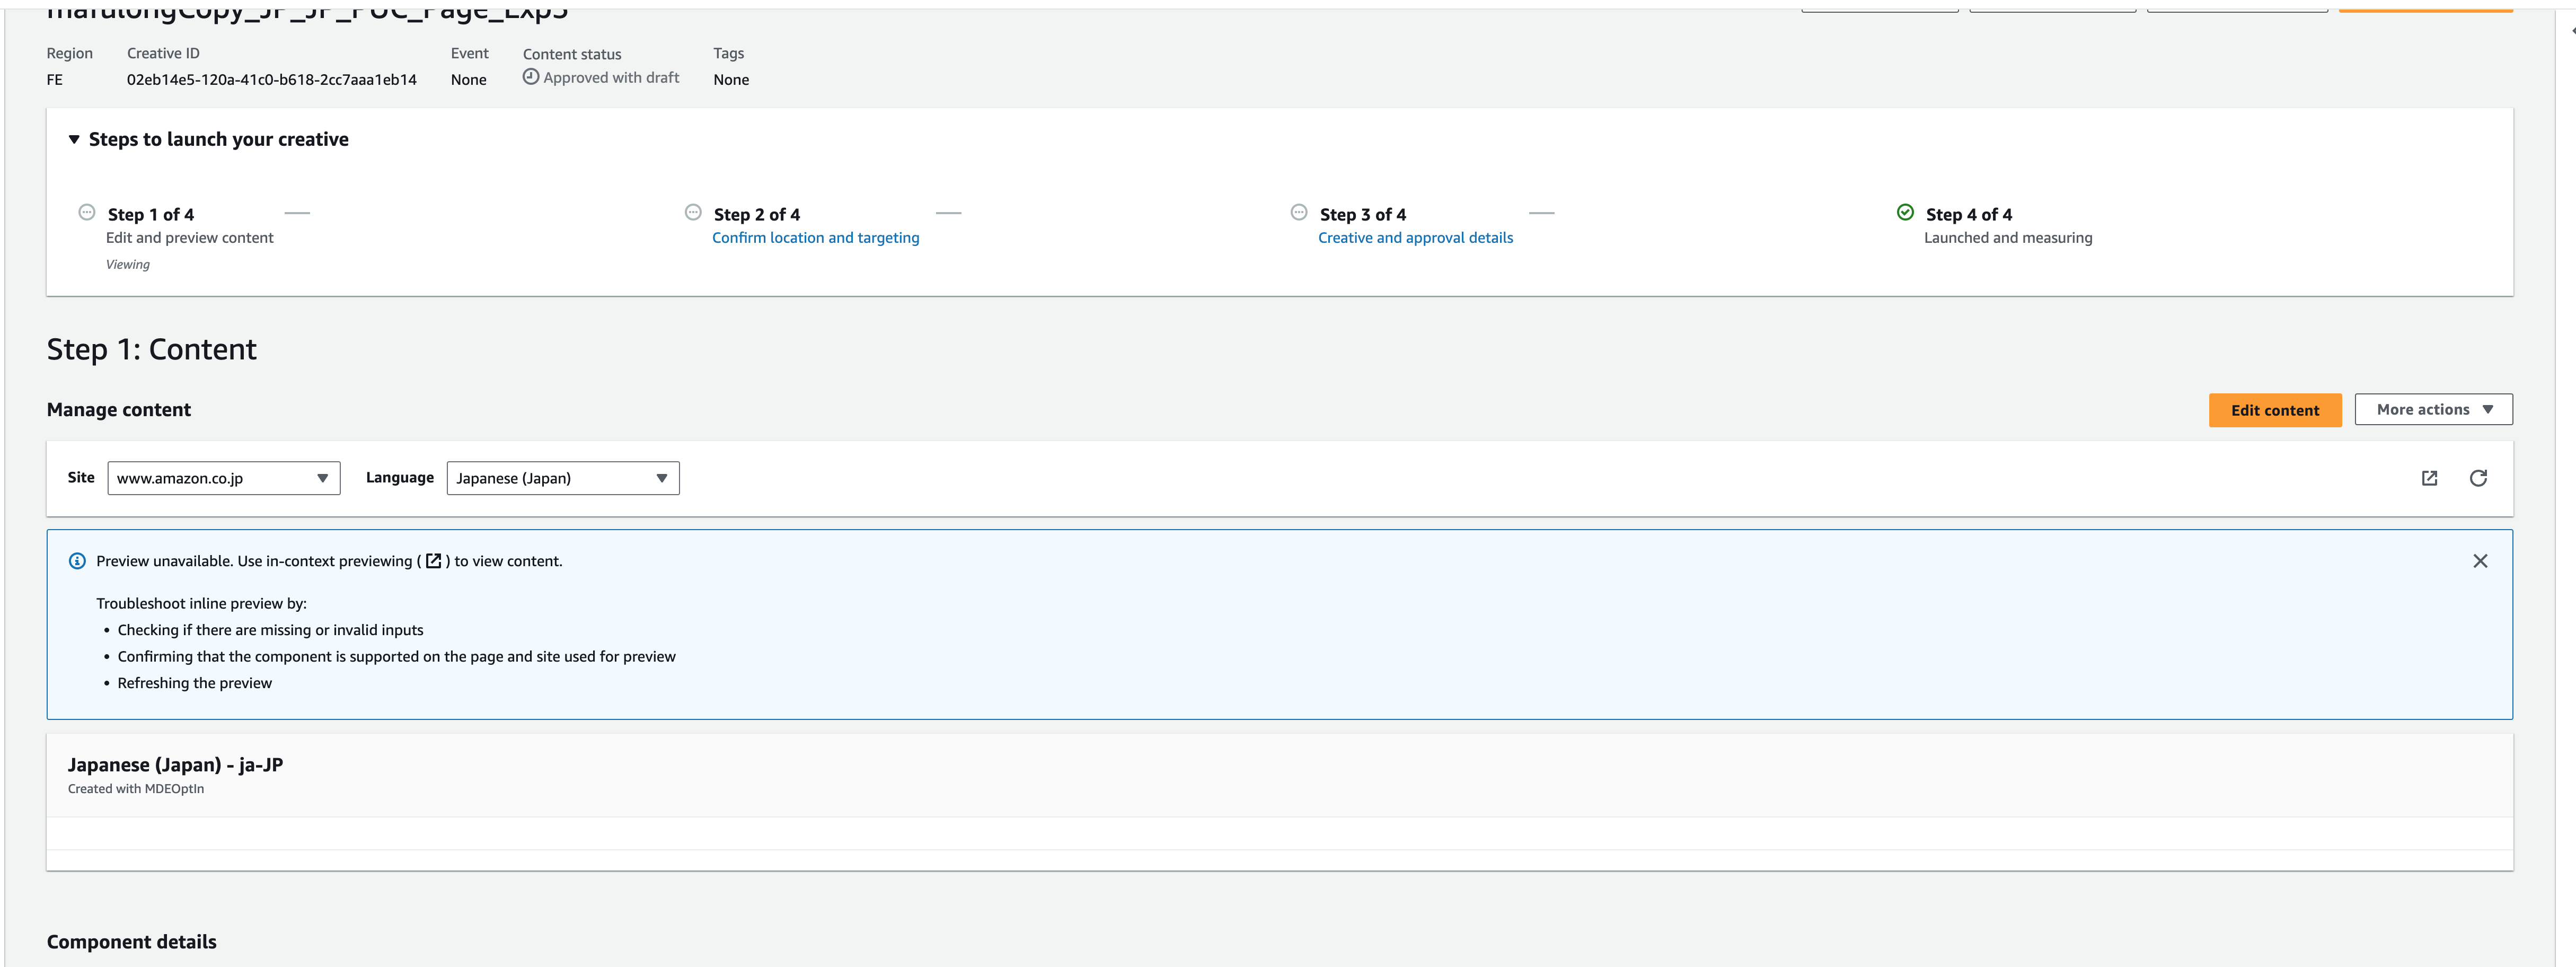 mafulongCopy_JP_JP_POC_Page_Exp3
Region
Creative ID
Event
Content status
Tags
FE
02eb14e5-120a-41c0-b618-2cc7aaa1eb14
None
Approved with draft
None
Steps to launch your creative
Step 1 of 4
Edit and preview content
Viewing
Step 2 of 4
Confirm location and targeting
Step 3 of 4
Creative and approval details
Step 4 of 4
Launched and measuring
Step 1: Content
Manage content
Edit content
More actions
Site
www.amazon.co.jp
Language
Japanese (Japan)
Preview unavailable. Use in-context previewing ( ) to view content.
Troubleshoot inline preview by:
• Checking if there are missing or invalid inputs
• Confirming that the component is supported on the page and site used for preview
• Refreshing the preview
Japanese (Japan) - ja-JP
Created with MDEOptIn
Component details